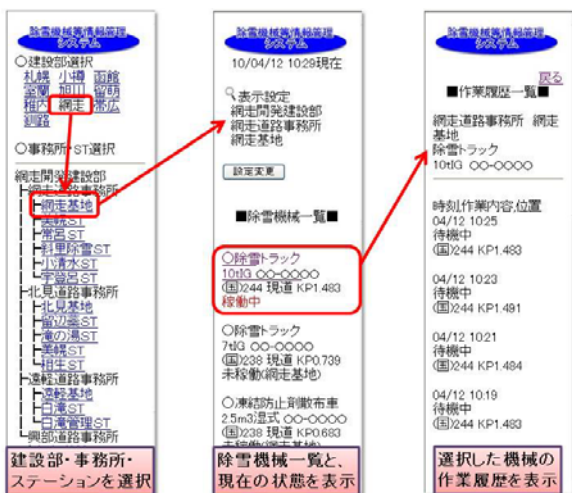 除雪機械等情報管理
システム
○建設部選択
札幌 小樽 函館
室蘭 旭川 留萌
稚内 網走 帯広
釧路
○事務所・ST選択
網走開発建設部
網走道路事務所
網走基地
美幌ST
常呂ST
斜里除雪ST
小清水ST
宇登呂ST
北見道路事務所
北見基地
留辺蘂ST
滝の湯ST
美幌ST
相生ST
遠軽道路事務所
遠軽基地
白滝ST
白滝管理ST
興部道路事務所
建設部・事務所・
ステーションを選択
除雪機械等情報管理
システム
10/04/12 10:29現在
表示設定
網走開発建設部
網走道路事務所
網走基地
設定変更
■除雪機械一覧■
○除雪トラック
10tIG ○○-○○○○
(国)244 現道 KP1.483
稼働中
○除雪トラック
7tIG ○○-○○○○
(国)238 現道 KP0.739
未稼働(網走基地)
○凍結防止剤散布車
2.5m3湿式 ○○-○○○○
(国)238 現道 KP0.683
未稼働(網走基地)
除雪機械一覧と、
現在の状態を表示
除雪機械等情報管理
システム
戻る
■作業履歴一覧■
網走道路事務所 網走
基地
除雪トラック
10tIG ○○-○○○○
時刻,作業内容,位置
04/12 10:25
待機中
(国)244 KP1.483
04/12 10:23
待機中
(国)244 KP1.491
04/12 10:21
待機中
(国)244 KP1.484
04/12 10:19
待機中
(国)244 KP1.483
選択した機械の
作業履歴を表示